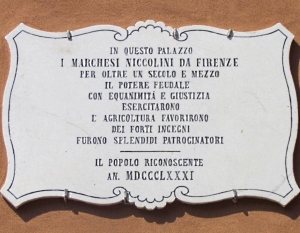 IN QUESTO PALAZZO
I MARCHESI NICCOLINI DA FIRENZE
PER OLTRE UN SECOLO E MEZZO
IL POTERE FEUDALE
CON EQUANIMITÀ E GIUSTIZIA
ESERCITARONO
L' AGRICOLTURA FAVORIRONO
DEI FORTI INGEGNI
FURONO SPLENDIDI PATROCINATORI
IL POPOLO RICONOSCENTE
AN. MDCCCLXXXI